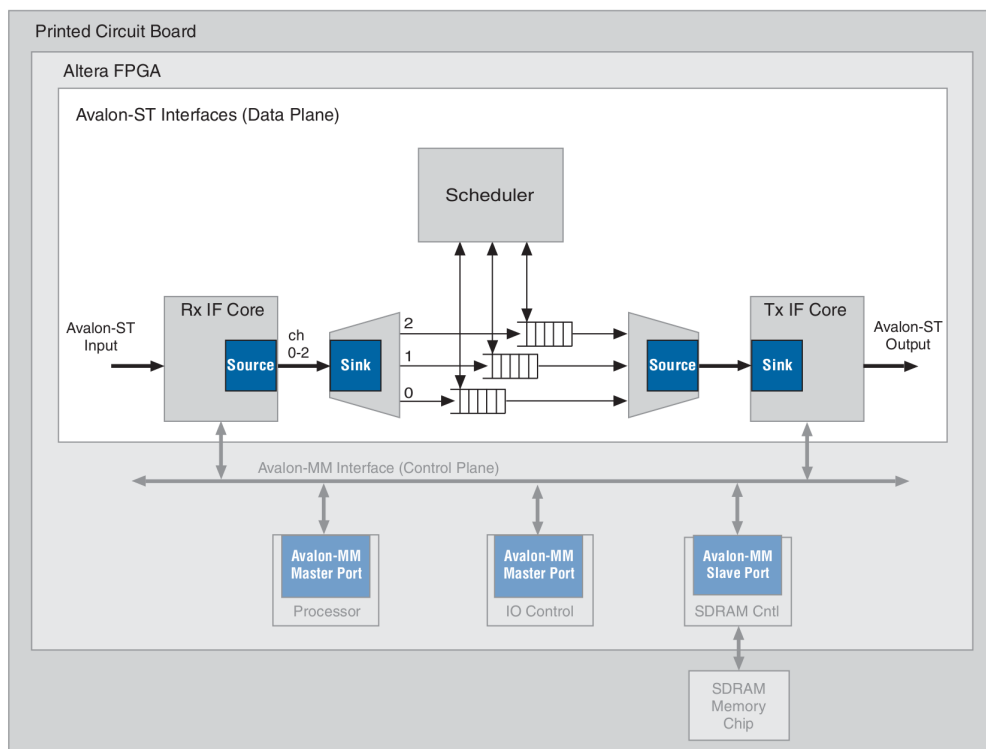 Printed Circuit Board
Altera FPGA
Avalon-ST Interfaces (Data Plane)
Scheduler
Rx IF Core
Tx IF Core
Avalon-ST
Input
ch
0-2
Source
Sink
2
1
0
Source
Sink
Avalon-ST
Output
Avalon-MM Interface (Control Plane)
Avalon-MM
Master Port
Processor
Avalon-MM
Master Port
IO Control
Avalon-MM
Slave Port
SDRAM Cntl
SDRAM
Memory
Chip